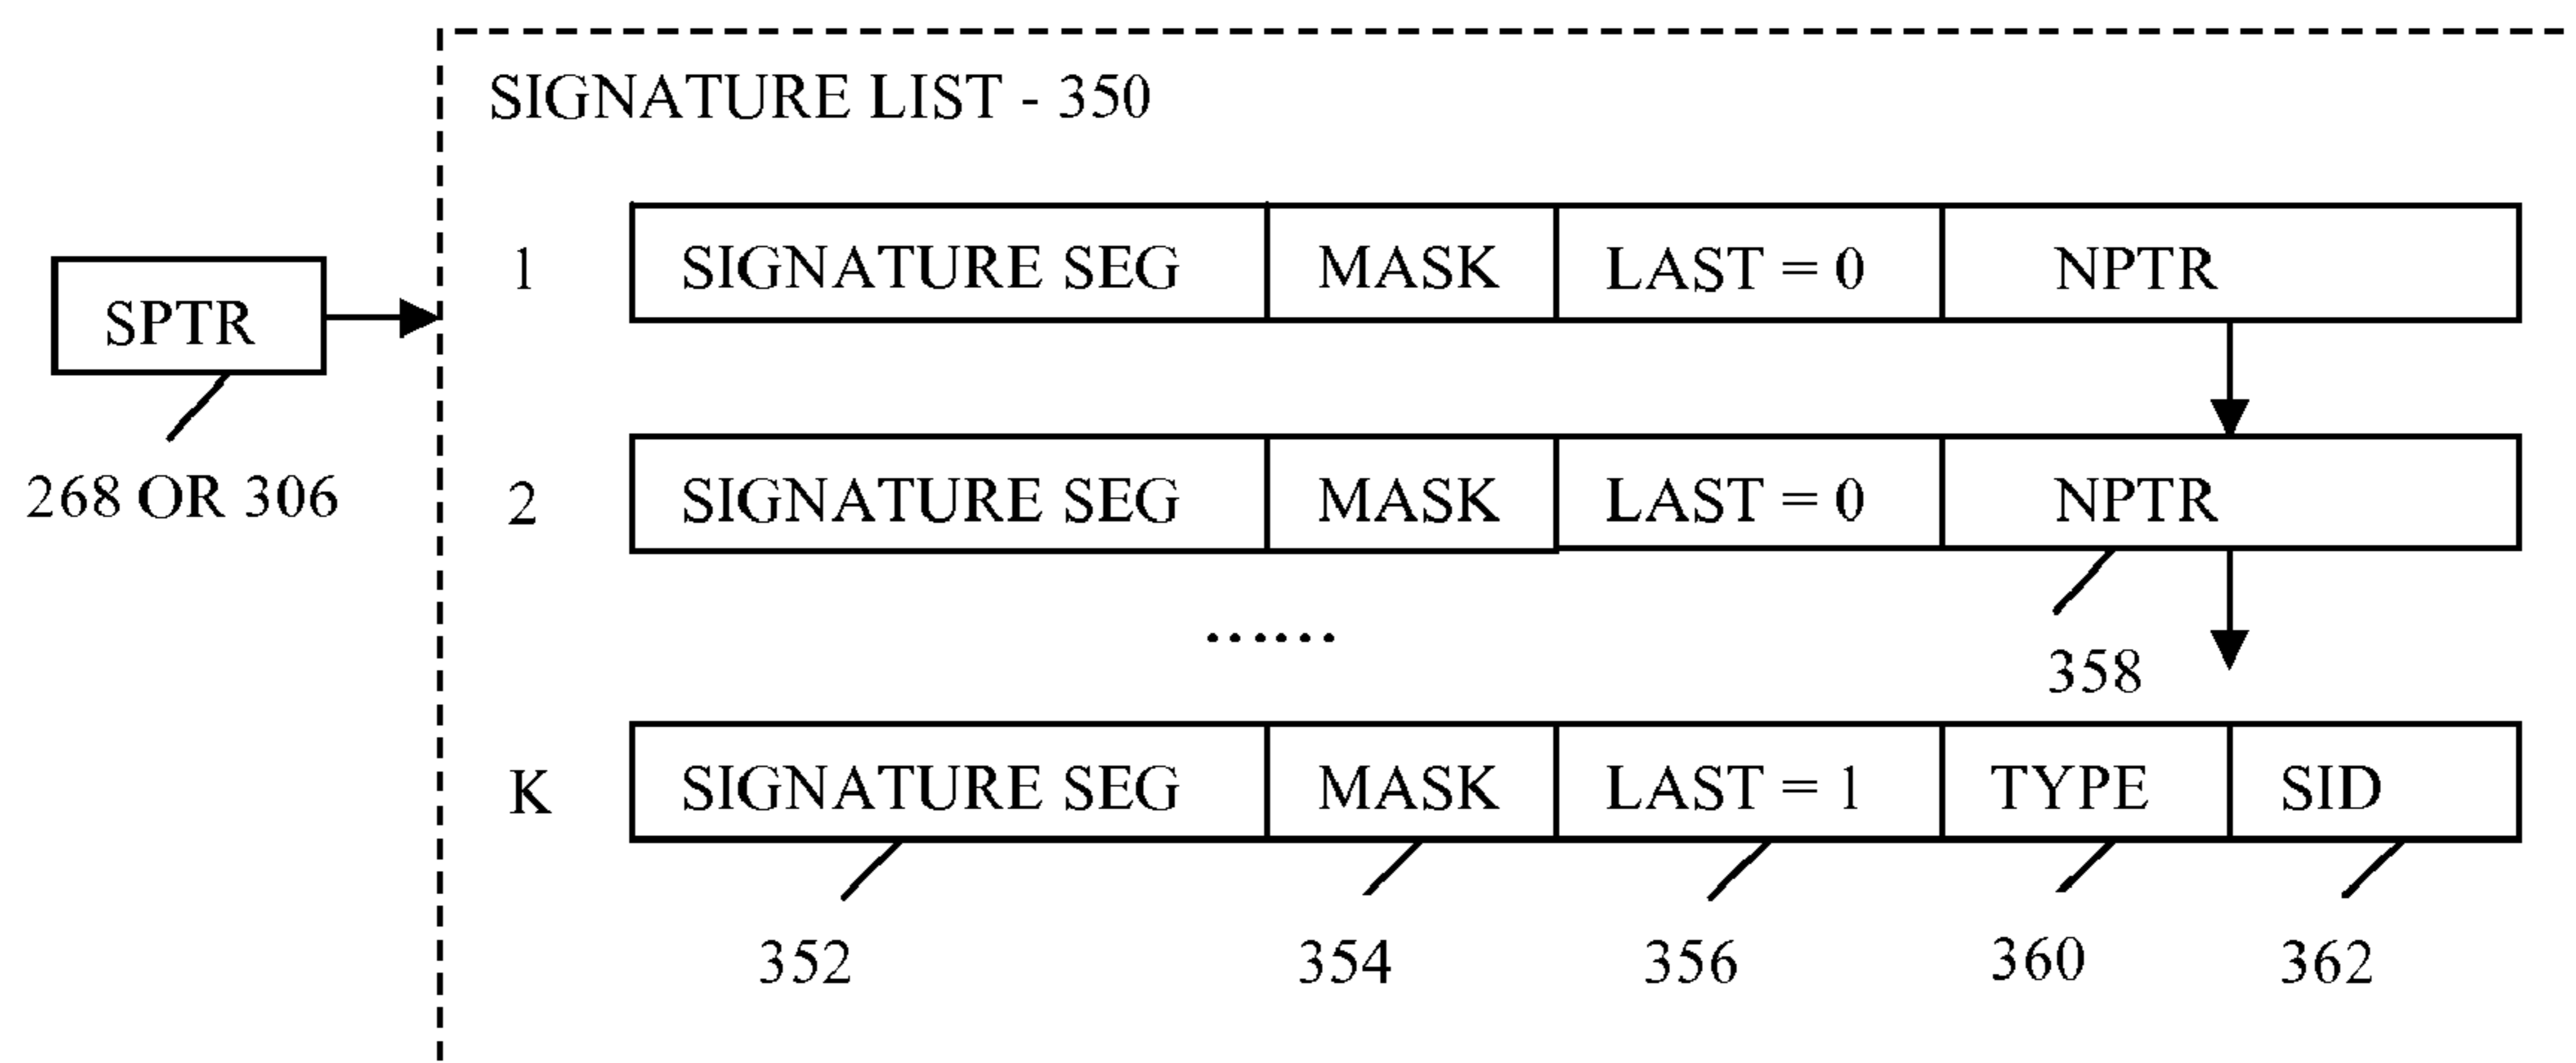 SIGNATURE LIST - 350
1 SIGNATURE SEG MASK LAST = 0 NPTR
SPTR
268 OR 306
2 SIGNATURE SEG MASK LAST = 0 NPTR
......
358
K SIGNATURE SEG MASK LAST = 1 TYPE SID
352 354 356 360 362